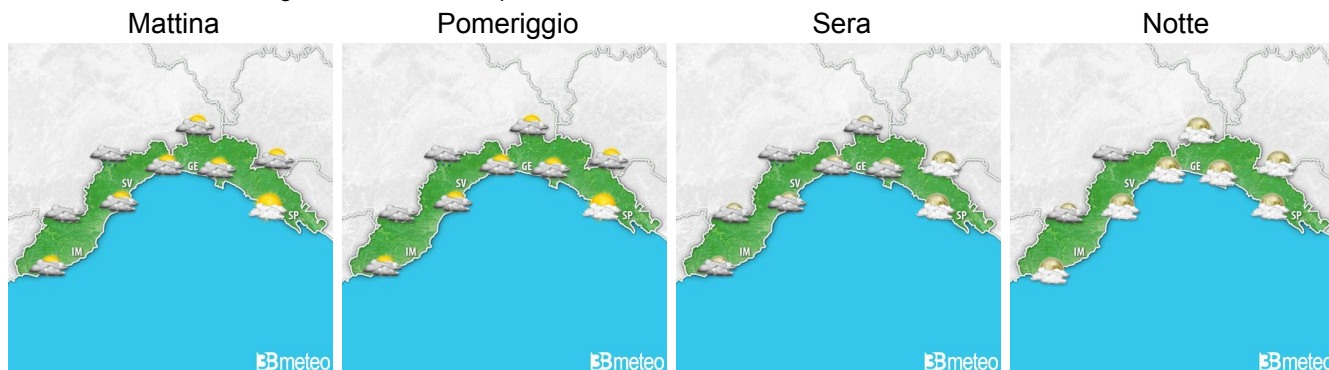 Mattina
Pomeriggio
Sera
Notte
GE
SV
IM
SP
3Bmeteo
GE
SV
IM
SP
3Bmeteo
GE
SV
IM
SP
3Bmeteo
GE
SV
IM
SP
3Bmeteo